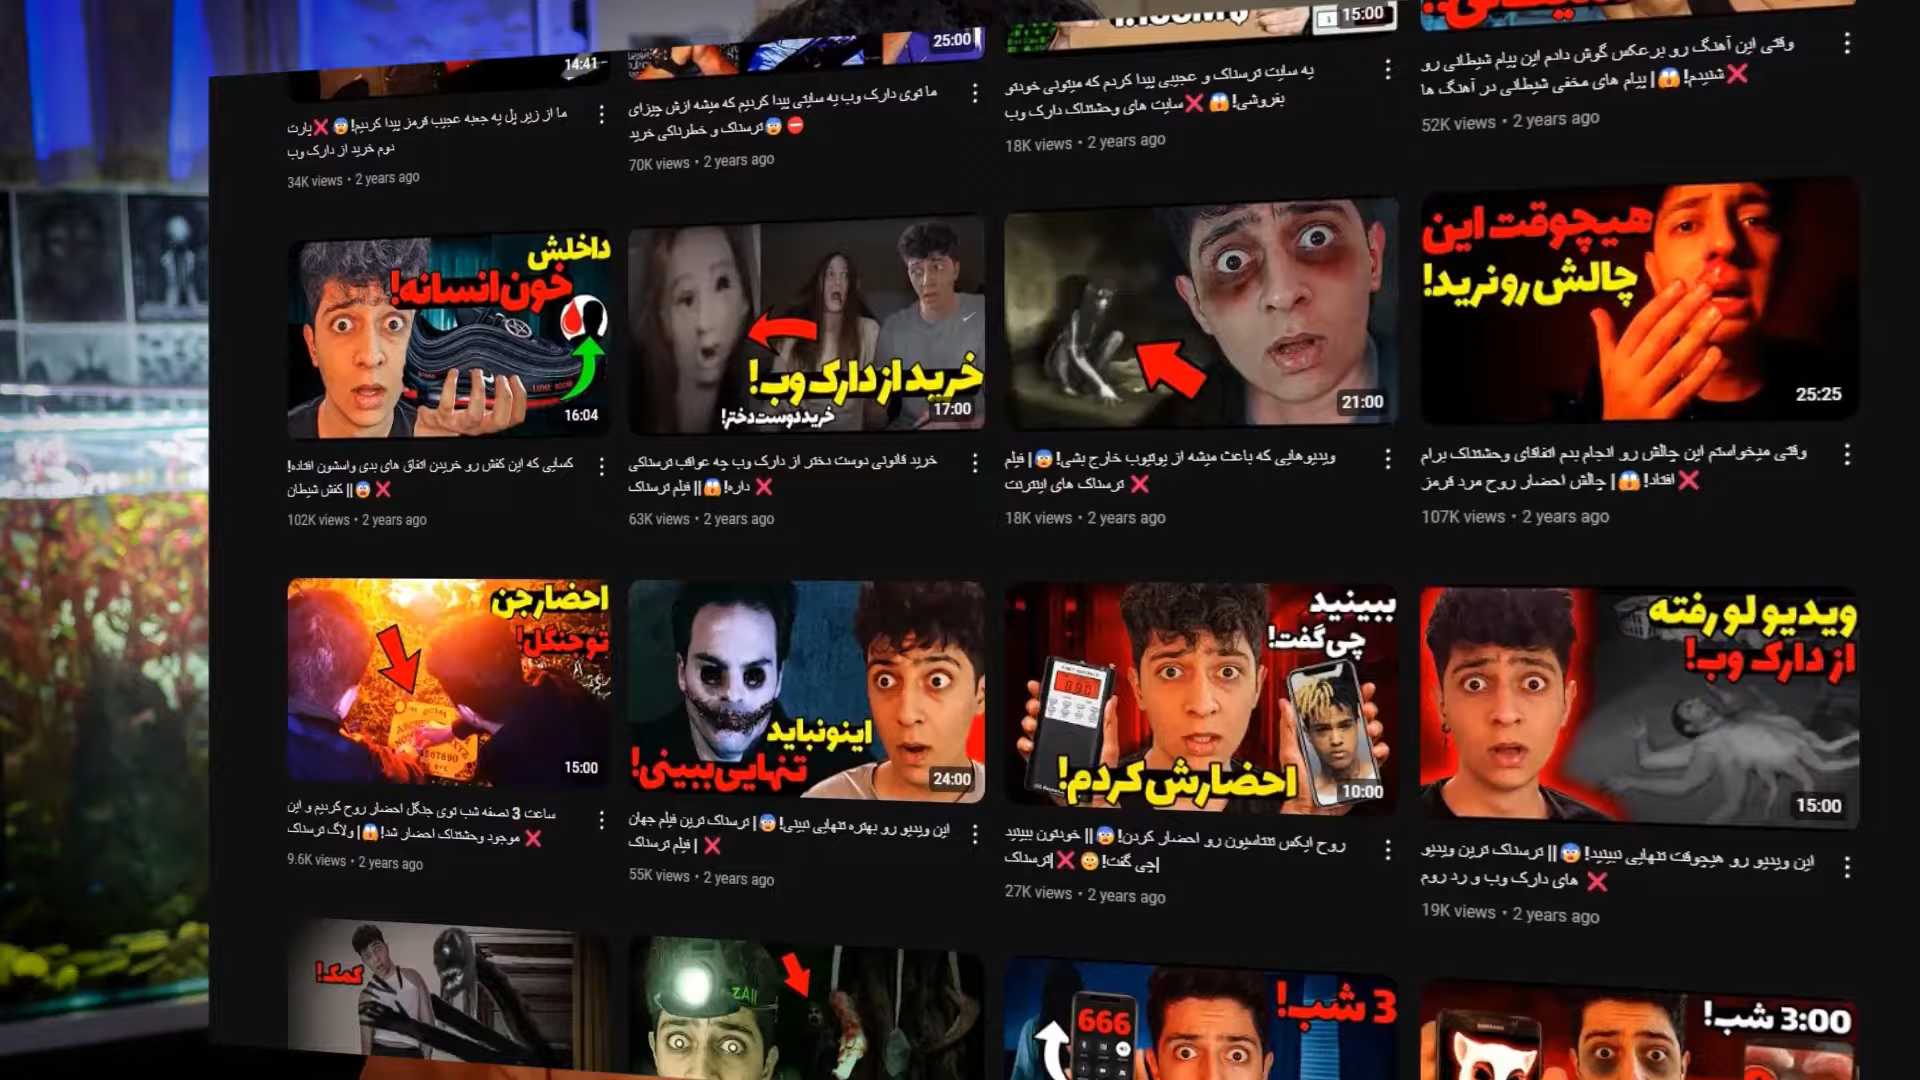 14:41
25:00
15:00
ما از زیر پل یه جعبه عجیب قرمز پیدا کردیم!😨❌پارت
دوم خرید از دارک وب
34K views • 2 years ago
ما توی دارک وب یه سایتی پیدا کردیم که میشه ازش چیزای
ترسناک و خطرناکی خرید😨⛔
70K views • 2 years ago
یه سایت ترسناک و عجیبی پیدا کردم که میتونی خودتو
بفروشی!😱❌سایت های وحشتناک دارک وب
18K views • 2 years ago
وقتی این آهنگ رو برعکس گوش دادم این پیام شیطانی رو
شنیدم!😱| پیام های مخفی شیطانی در آهنگ ها❌
52K views • 2 years ago
داخلش
خون انسانه!
16:04
خرید از دارک وب!
خرید دوست دختر!
17:00
21:00
هیچوقت این
چالش رو نرید!
25:25
کسایی که این کفش رو خریدن اتفاق های بدی واسشون افتاده!
😨|| کفش شیطان❌
102K views • 2 years ago
خرید قانونی دوست دختر از دارک وب چه عواقب ترسناکی
داره!😱|| فیلم ترسناک❌
63K views • 2 years ago
ویدیوهایی که باعث میشه از یوتیوب خارج بشی!😨| فیلم
ترسناک های اینترنت❌
18K views • 2 years ago
وقتی میخواستم این چالش رو انجام بدم اتفاقای وحشتناک برام
افتاد!😱| چالش احضار روح مرد قرمز❌
107K views • 2 years ago
احضار جن
تو جنگل!
15:00
اینو نباید
تنهایی ببینی!
24:00
ببینید
چی گفت!
احضارش کردم!
10:00
ویدیو لو رفته
از دارک وب!
15:00
ساعت 3 نصفه شب توی جنگل احضار روح کردیم و این
موجود وحشتناک احضار شد!😱| ولاگ ترسناک❌
9.6K views • 2 years ago
این ویدیو رو بهتره تنهایی نبینی!😨| ترسناک ترین فیلم جهان
| فیلم ترسناک❌
55K views • 2 years ago
روح ایکس تنتاسیون رو احضار کردن!😨|| خودتون ببینید
چی گفت!😳❌|ترسناک|
27K views • 2 years ago
این ویدیو رو هیچوقت تنهایی نبینید!😨|| ترسناک ترین ویدیو
های دارک وب و رد روم❌
19K views • 2 years ago
کمک!
666
3 شب!
3:00 شب!